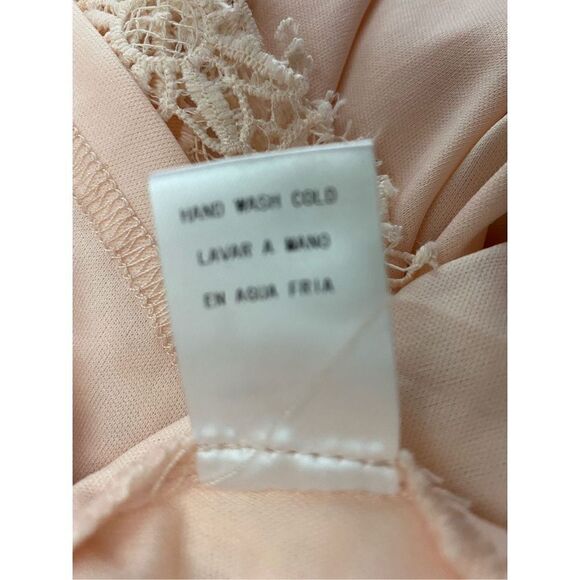 HAND WASH COLD
LAVAR A MANO
EN AGUA FRIA